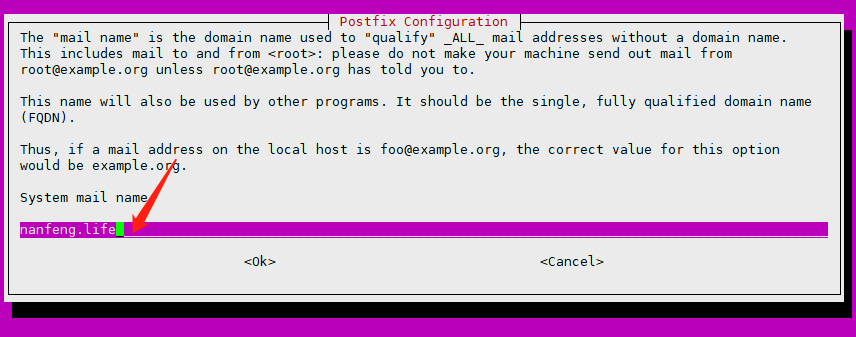 Postfix Configuration
The "mail name" is the domain name used to "qualify" _ALL_ mail addresses without a domain name.
This includes mail to and from <root>: please do not make your machine send out mail from
root@example.org unless root@example.org has told you to.
This name will also be used by other programs. It should be the single, fully qualified domain name
(FQDN).
Thus, if a mail address on the local host is foo@example.org, the correct value for this option
would be example.org.
System mail name
nanfeng.life
<Ok> <Cancel>